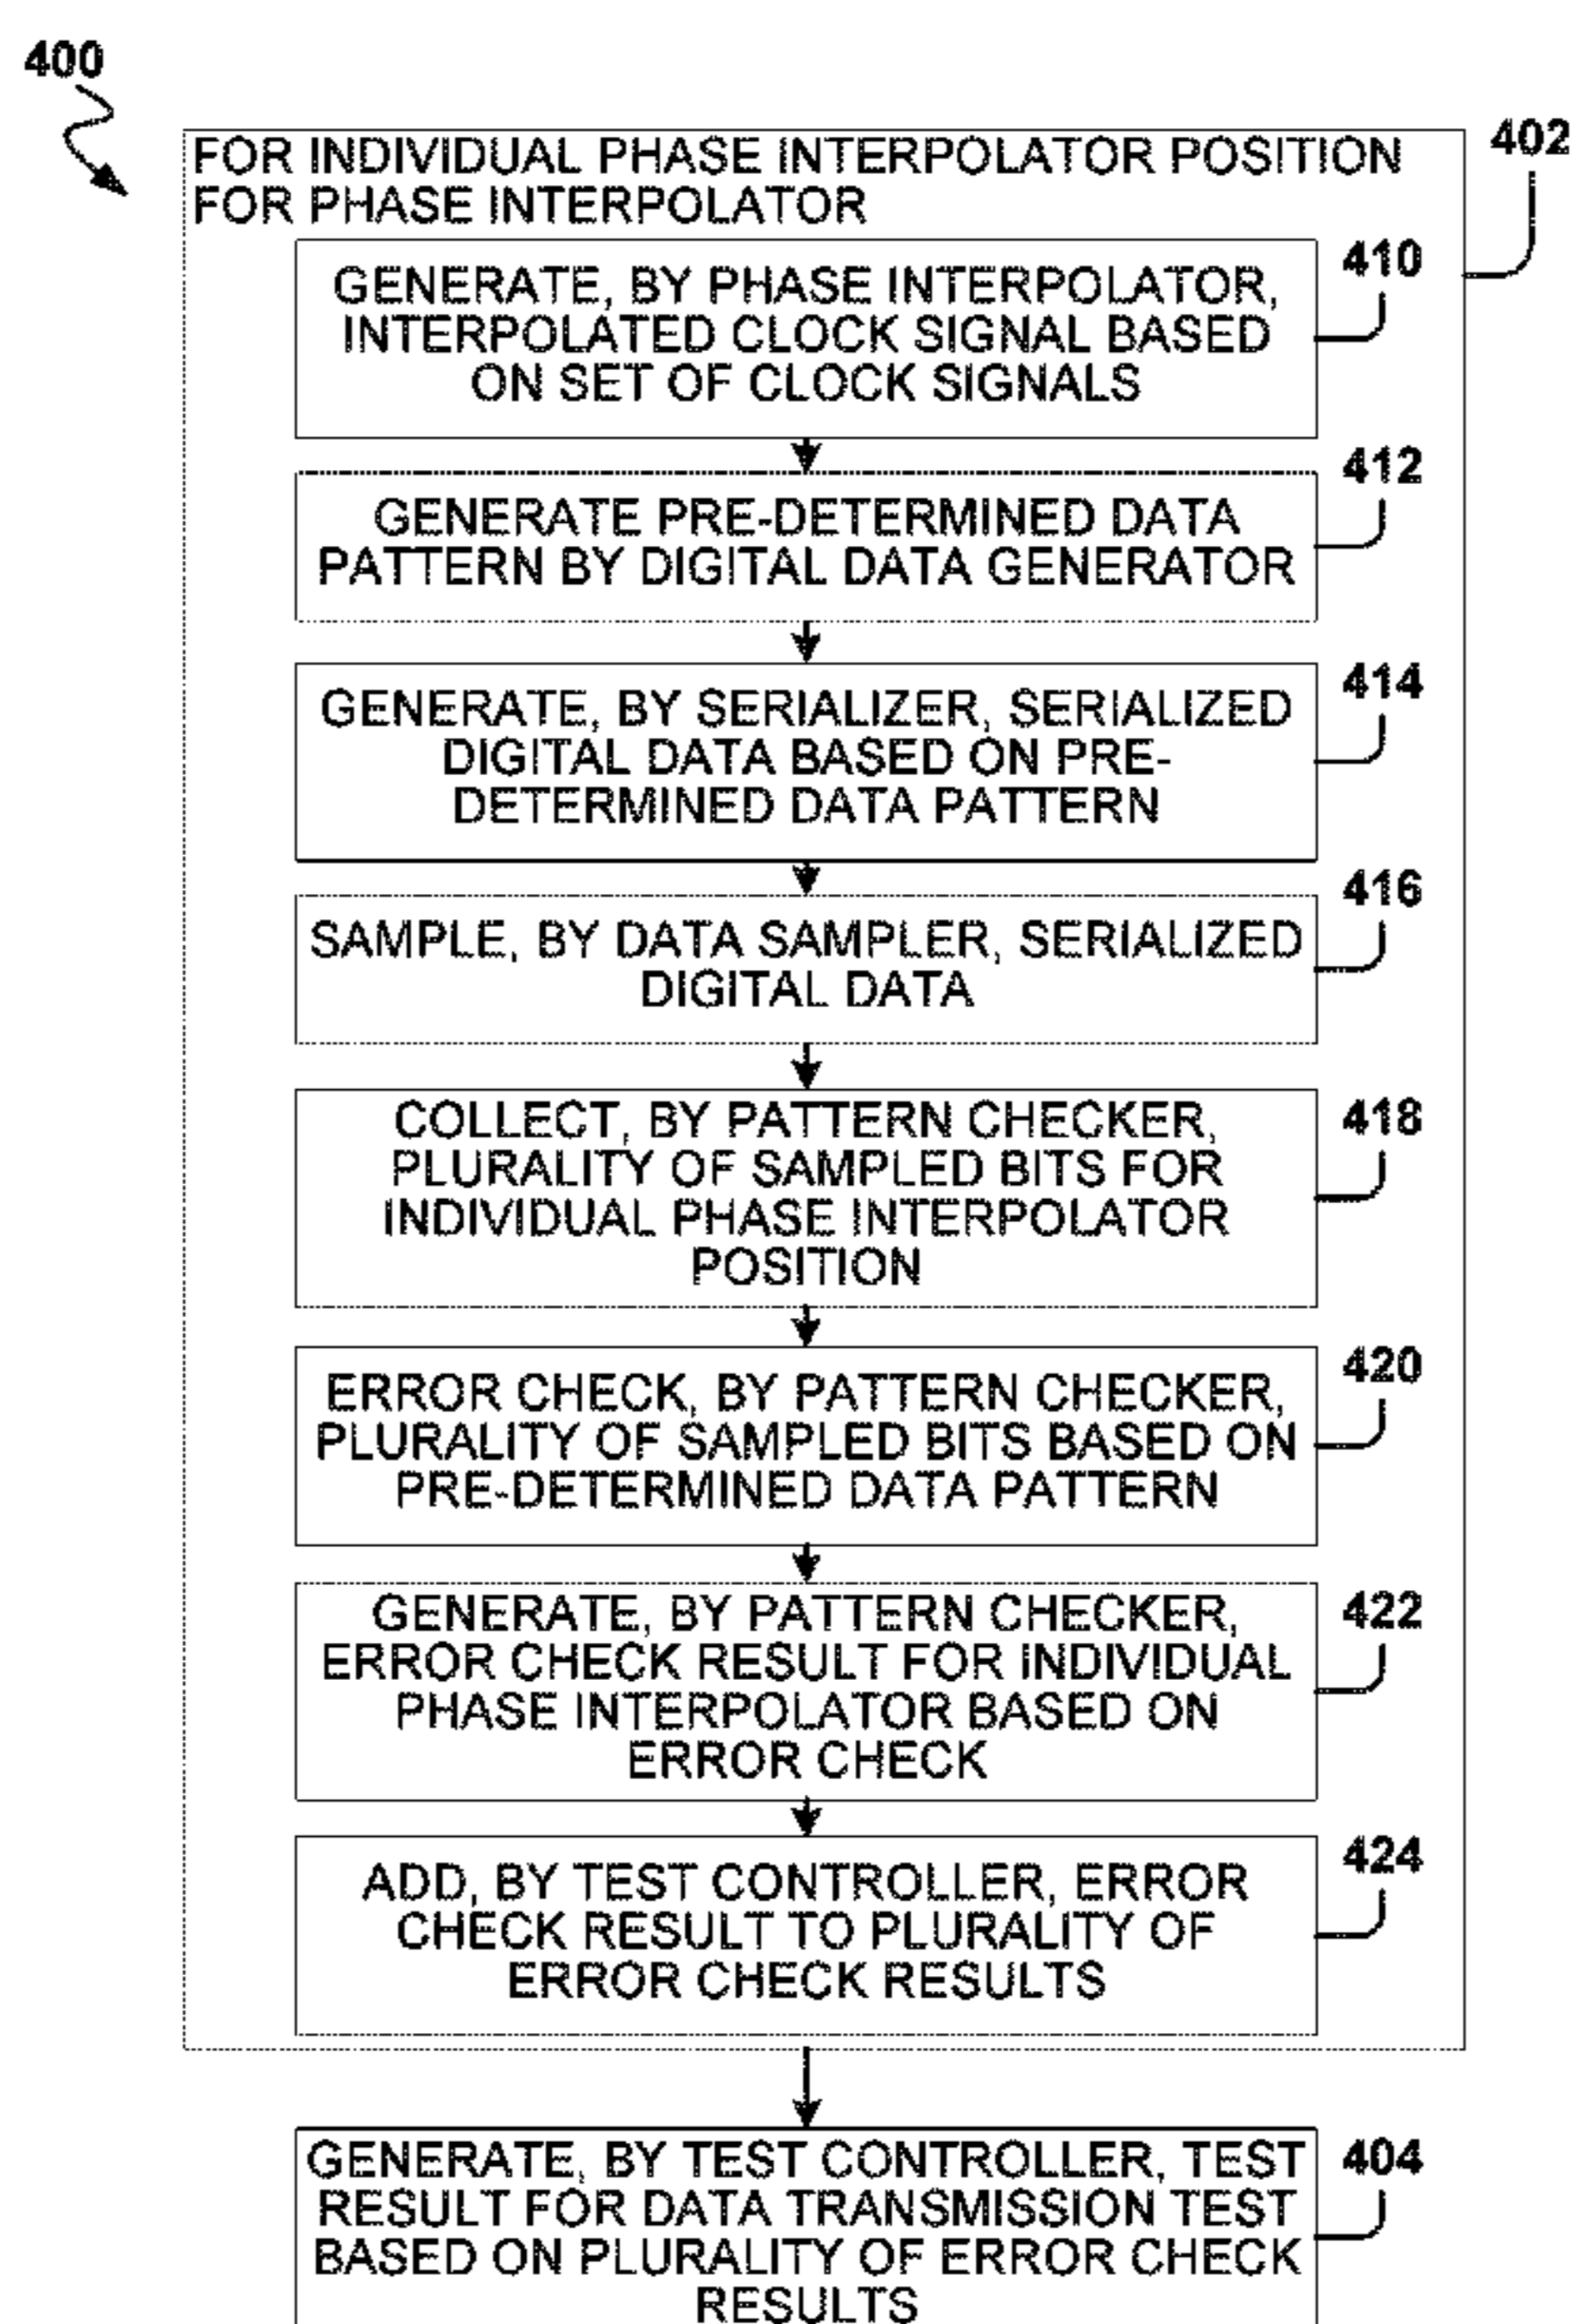 400
402
FOR INDIVIDUAL PHASE INTERPOLATOR POSITION
FOR PHASE INTERPOLATOR
410
GENERATE, BY PHASE INTERPOLATOR,
INTERPOLATED CLOCK SIGNAL BASED
ON SET OF CLOCK SIGNALS
412
GENERATE PRE-DETERMINED DATA
PATTERN BY DIGITAL DATA GENERATOR
414
GENERATE, BY SERIALIZER, SERIALIZED
DIGITAL DATA BASED ON PRE-
DETERMINED DATA PATTERN
416
SAMPLE, BY DATA SAMPLER, SERIALIZED
DIGITAL DATA
418
COLLECT, BY PATTERN CHECKER,
PLURALITY OF SAMPLED BITS FOR
INDIVIDUAL PHASE INTERPOLATOR
POSITION
420
ERROR CHECK, BY PATTERN CHECKER,
PLURALITY OF SAMPLED BITS BASED ON
PRE-DETERMINED DATA PATTERN
422
GENERATE, BY PATTERN CHECKER,
ERROR CHECK RESULT FOR INDIVIDUAL
PHASE INTERPOLATOR BASED ON
ERROR CHECK
424
ADD, BY TEST CONTROLLER, ERROR
CHECK RESULT TO PLURALITY OF
ERROR CHECK RESULTS
404
GENERATE, BY TEST CONTROLLER, TEST
RESULT FOR DATA TRANSMISSION TEST
BASED ON PLURALITY OF ERROR CHECK
RESULTS